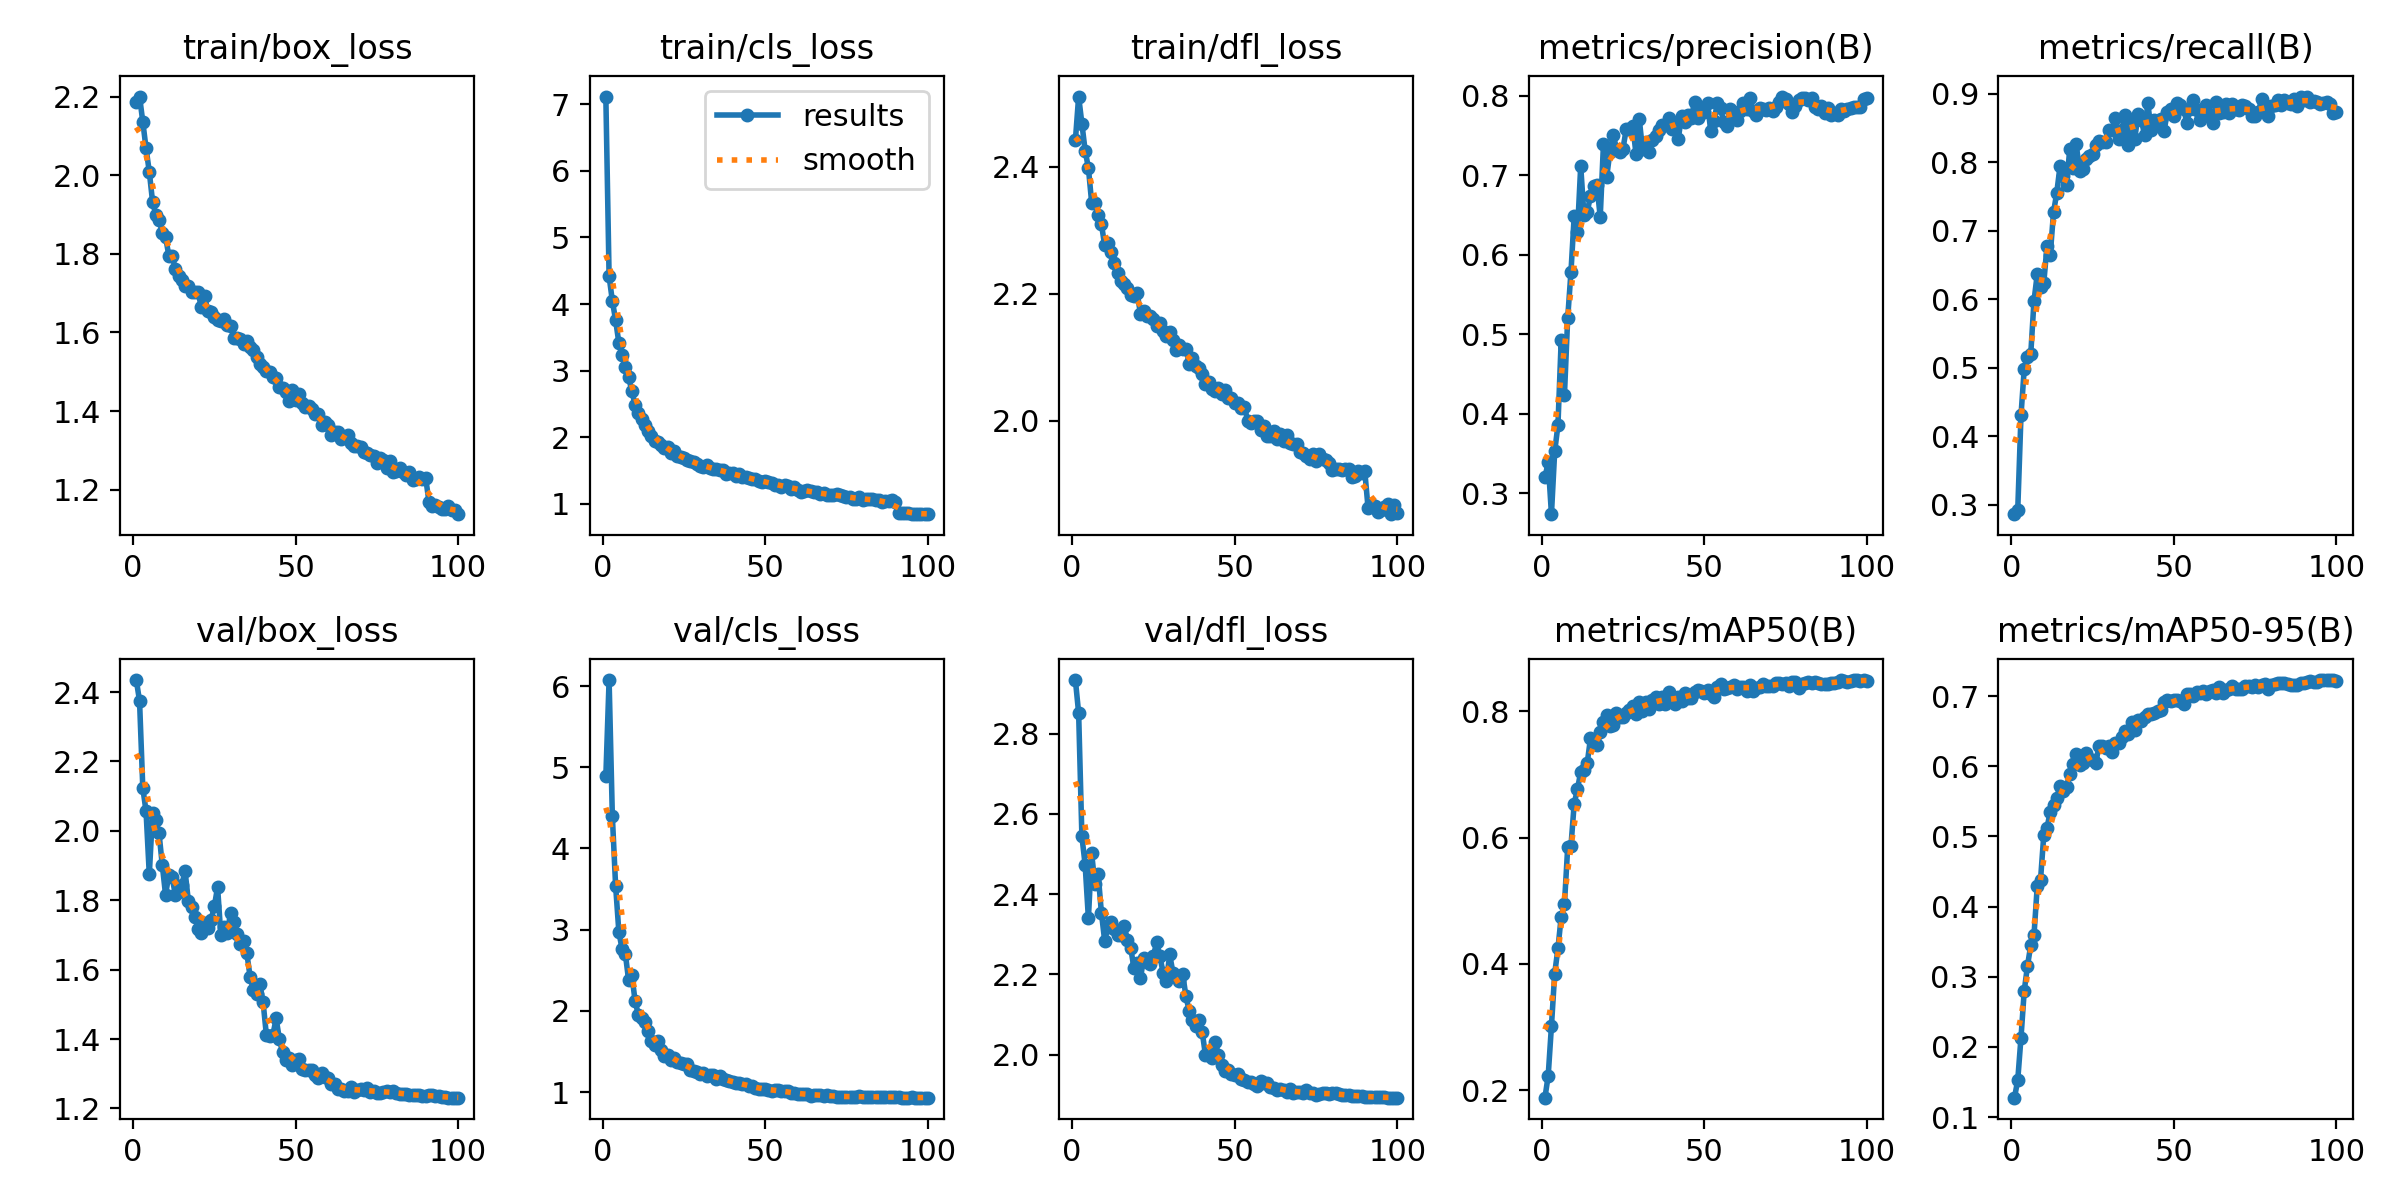 train/box_loss
train/cls_loss
train/dfl_loss
metrics/precision(B)
metrics/recall(B)
2.2
2.0
1.8
1.6
1.4
1.2
0 50 100
7
6
5
4
3
2
1
results
smooth
0 50 100
2.4
2.2
2.0
0 50 100
0.8
0.7
0.6
0.5
0.4
0.3
0 50 100
0.9
0.8
0.7
0.6
0.5
0.4
0.3
0 50 100
val/box_loss
val/cls_loss
val/dfl_loss
metrics/mAP50(B)
metrics/mAP50-95(B)
2.4
2.2
2.0
1.8
1.6
1.4
1.2
0 50 100
6
5
4
3
2
1
0 50 100
2.8
2.6
2.4
2.2
2.0
0 50 100
0.8
0.6
0.4
0.2
0 50 100
0.7
0.6
0.5
0.4
0.3
0.2
0.1
0 50 100